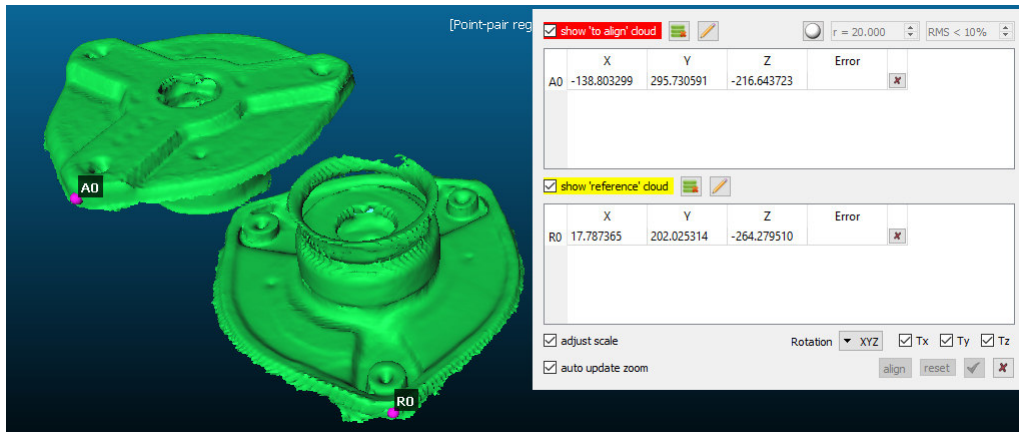 [Point-pair reg
show 'to align' cloud
r = 20.000
RMS < 10%
X Y Z Error
A0 -138.803299 295.730591 -216.643723
show 'reference' cloud
X Y Z Error
R0 17.787365 202.025314 -264.279510
adjust scale
Rotation XYZ Tx Ty Tz
auto update zoom
align reset
A0
R0